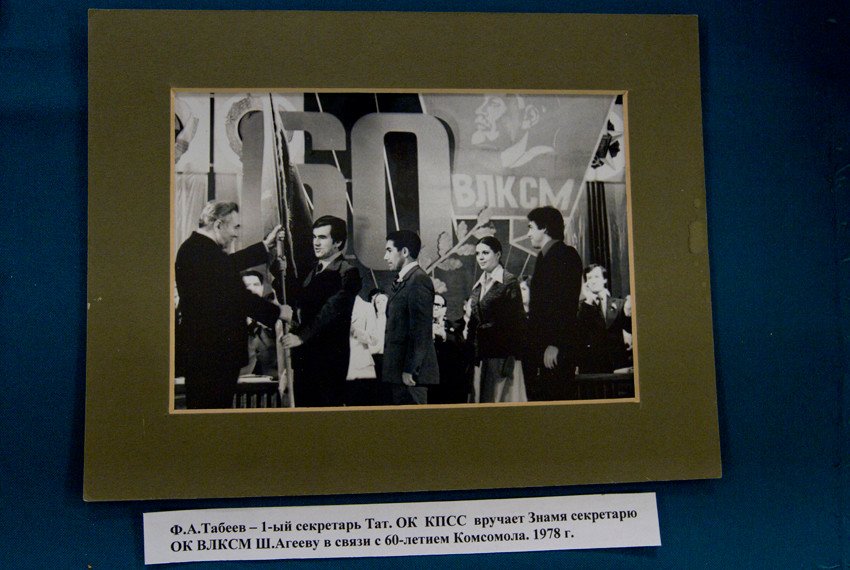 60
ВЛКСМ
Ф.А.Табеев – 1-ый секретарь Тат. ОК КПСС вручает Знамя секретарю
ОК ВЛКСМ Ш.Агееву в связи с 60-летием Комсомола. 1978 г.